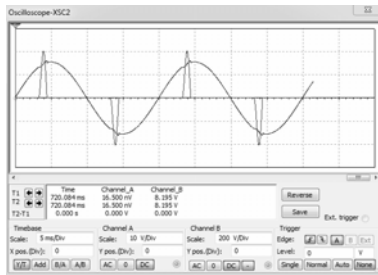 Oscilloscope-XSC2
Time Channel_A Channel_B
T1 720.084 ms 16.500 mV 8.195 V
T2 720.084 ms 16.500 mV 8.195 V
T2-T1 0.000 s 0.000 V 0.000 V
Reverse
Save
Ext. trigger
Timebase
Scale: 5 ms/Div
X pos.(Div): 0
Y/T Add B/A A/B
Channel A
Scale: 10 V/Div
Y pos.(Div): 0
AC 0 DC
Channel B
Scale: 200 V/Div
Y pos.(Div): 0
AC 0 DC -
Trigger
Edge: A B Ext
Level: 0 V
Single Normal Auto None